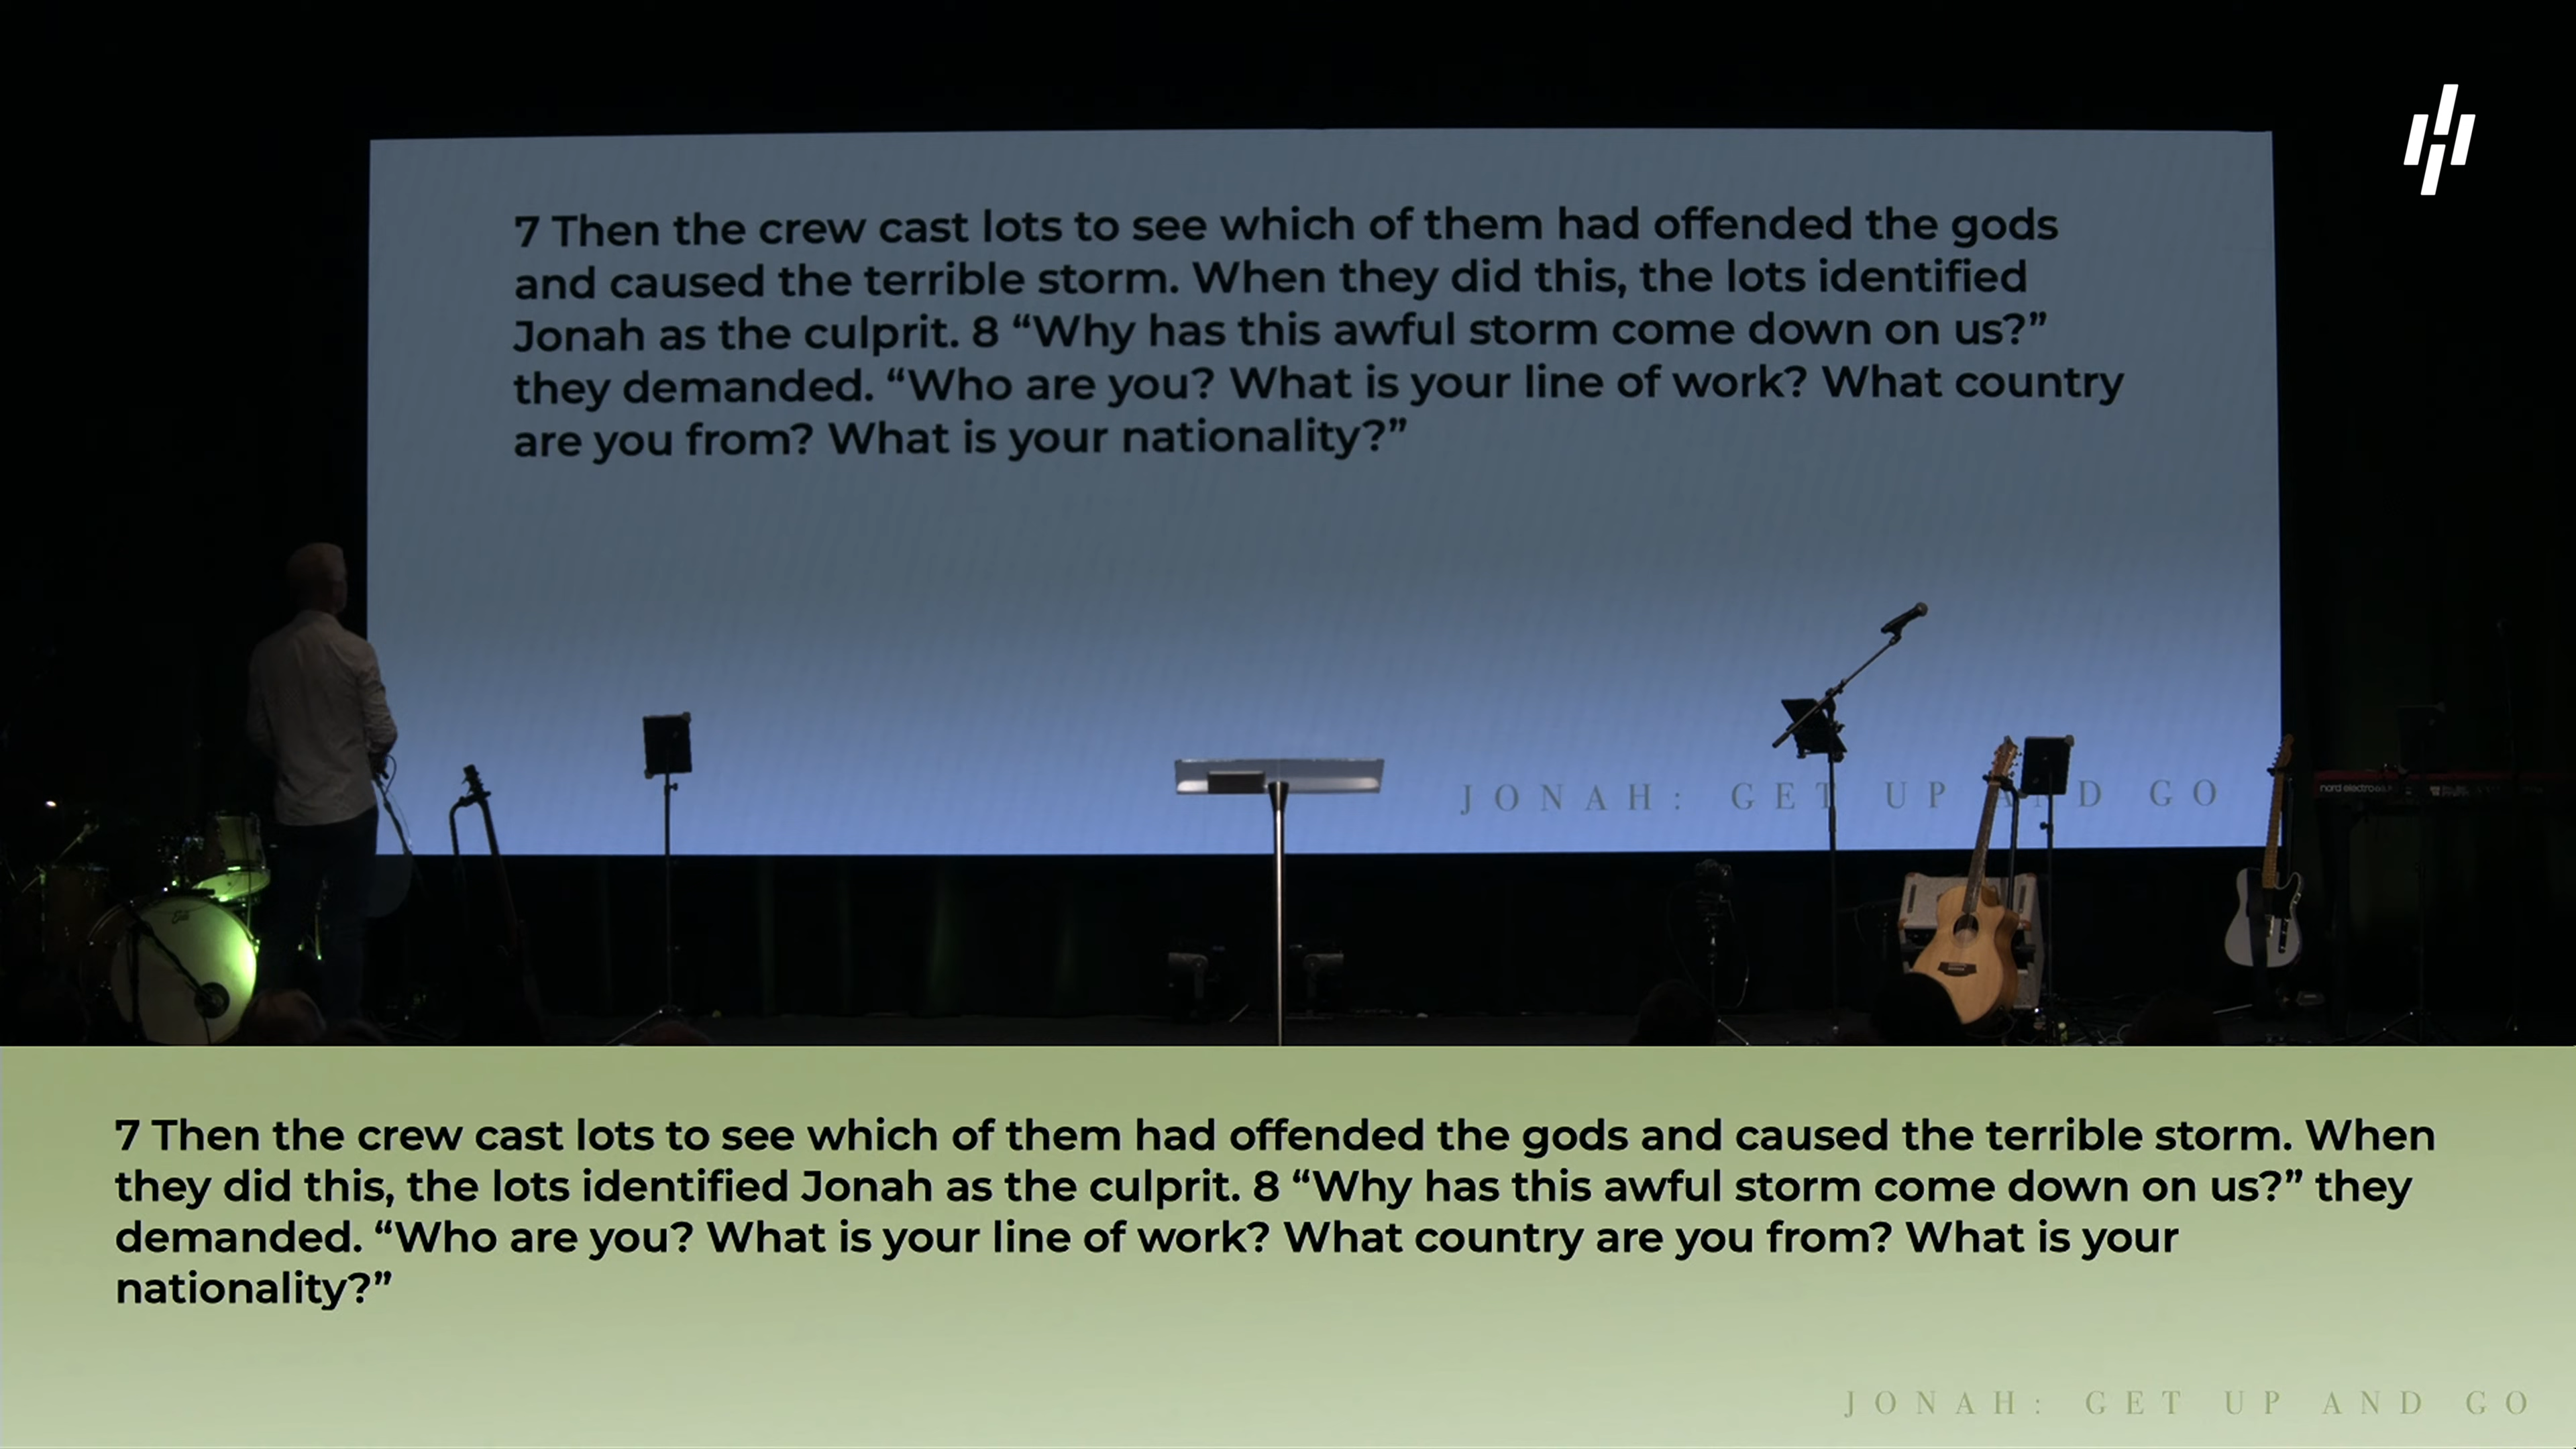 7 Then the crew cast lots to see which of them had offended the gods
and caused the terrible storm. When they did this, the lots identified
Jonah as the culprit. 8 “Why has this awful storm come down on us?”
they demanded. “Who are you? What is your line of work? What country
are you from? What is your nationality?”
JONAH: GET UP AND GO
nord electro
7 Then the crew cast lots to see which of them had offended the gods and caused the terrible storm. When
they did this, the lots identified Jonah as the culprit. 8 “Why has this awful storm come down on us?” they
demanded. “Who are you? What is your line of work? What country are you from? What is your
nationality?”
JONAH: GET UP AND GO